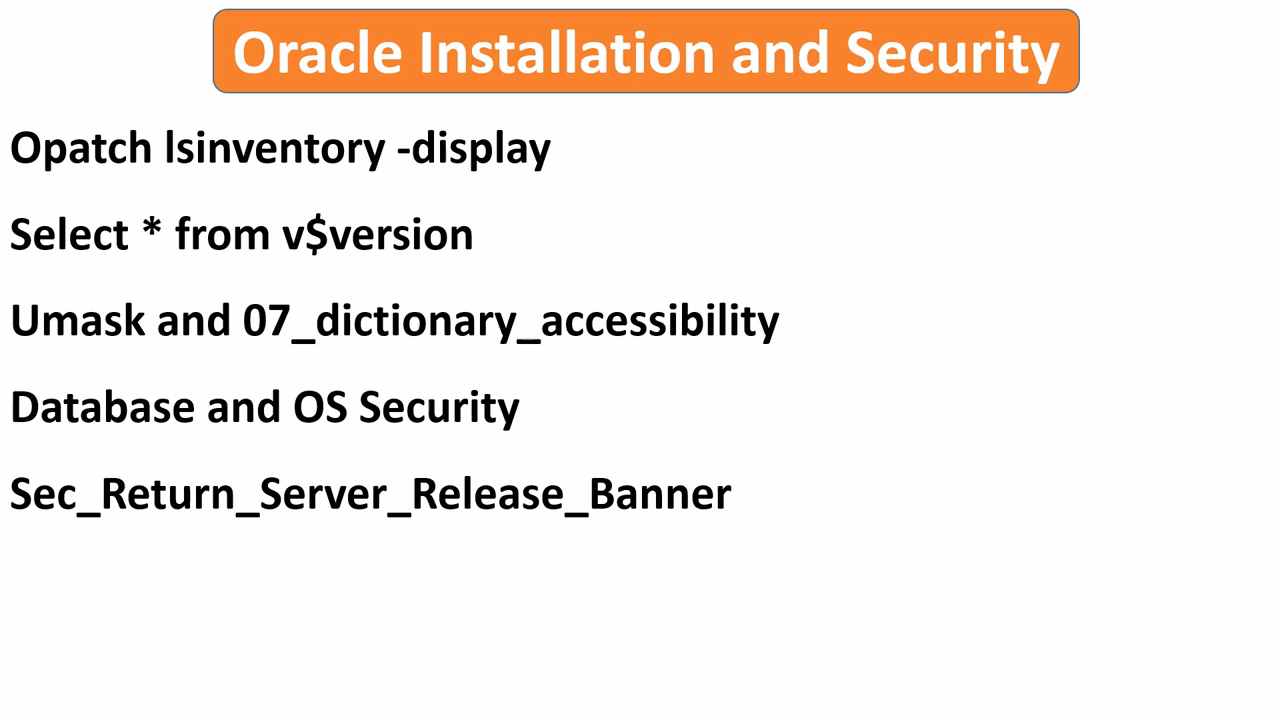 Oracle Installation and Security
Opatch lsinventory -display
Select * from v$version
Umask and 07_dictionary_accessibility
Database and OS Security
Sec_Return_Server_Release_Banner